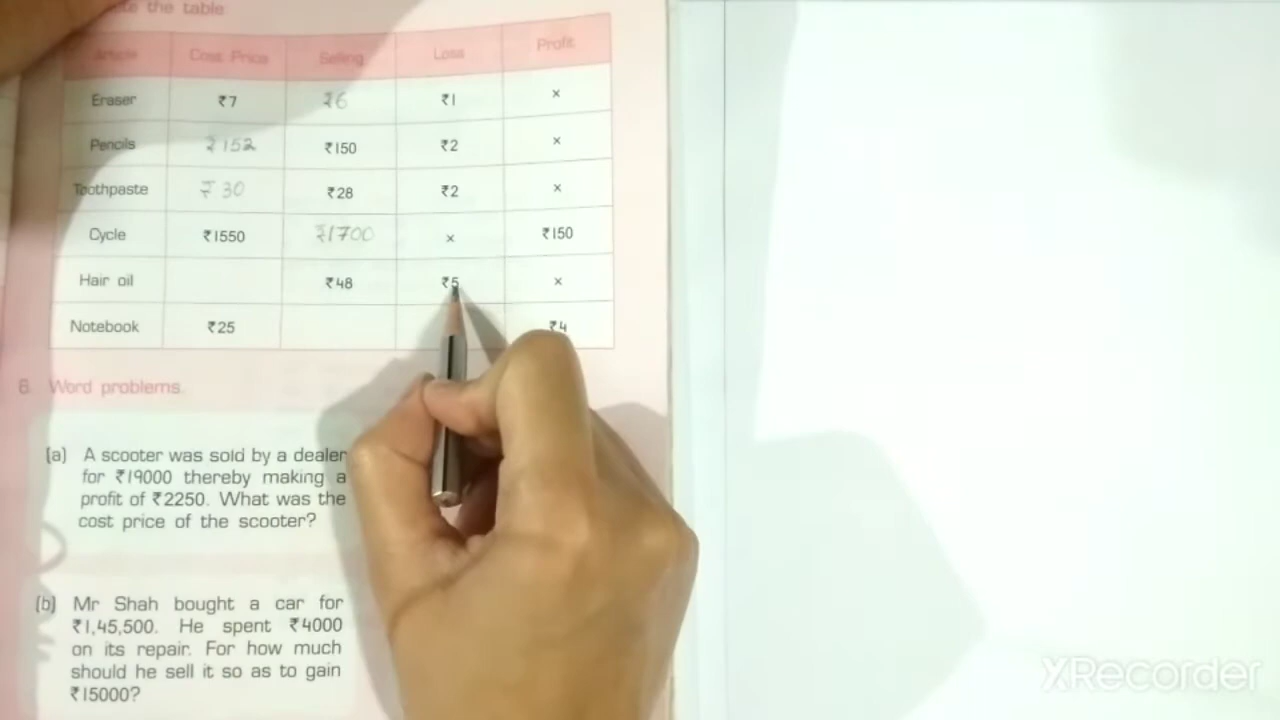 the table
Article Cost Price Selling Loss Profit
Eraser ₹7 ₹6 ₹1 ×
Pencils ₹152 ₹150 ₹2 ×
Toothpaste ₹30 ₹28 ₹2 ×
Cycle ₹1550 ₹1700 × ₹150
Hair oil ₹48 ₹5 ×
Notebook ₹25 ₹4
6. Word problems.
(a) A scooter was sold by a dealer
for ₹19000 thereby making a
profit of ₹2250. What was the
cost price of the scooter?
(b) Mr Shah bought a car for
₹1,45,500. He spent ₹4000
on its repair. For how much
should he sell it so as to gain
₹15000?
XRecorder